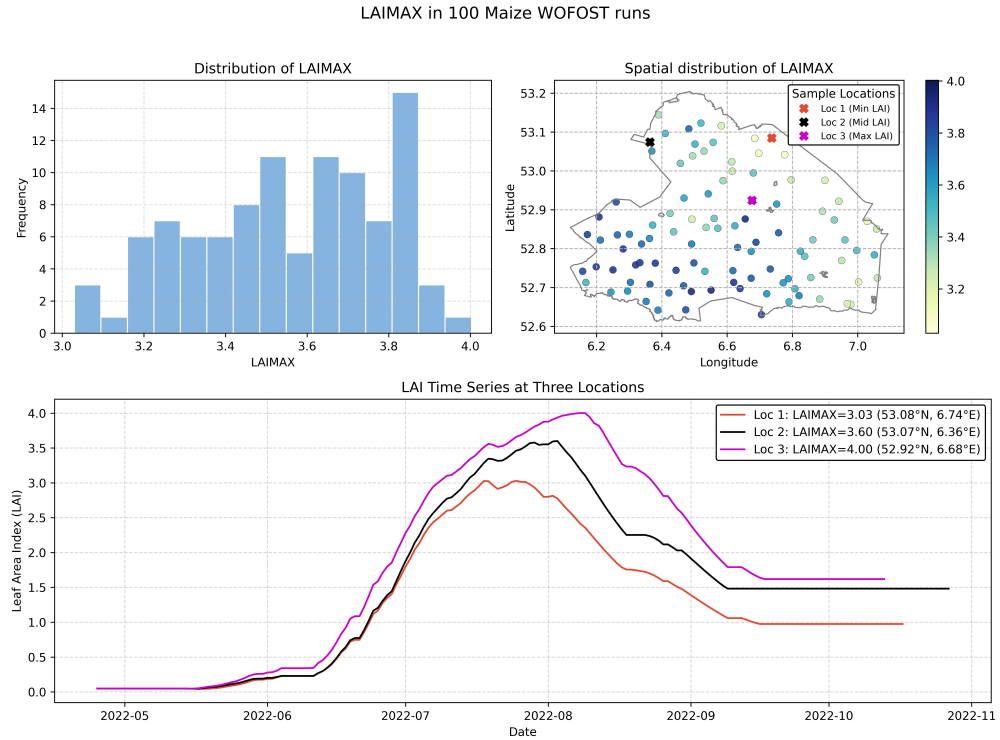 LAIMAX in 100 Maize WOFOST runs
Distribution of LAIMAX
Frequency
14
12
10
8
6
4
2
0
3.0 3.2 3.4 3.6 3.8 4.0
LAIMAX
Spatial distribution of LAIMAX
Latitude
53.2
53.1
53.0
52.9
52.8
52.7
52.6
6.2 6.4 6.6 6.8 7.0
Longitude
Sample Locations
Loc 1 (Min LAI)
Loc 2 (Mid LAI)
Loc 3 (Max LAI)
4.0
3.8
3.6
3.4
3.2
LAI Time Series at Three Locations
Leaf Area Index (LAI)
4.0
3.5
3.0
2.5
2.0
1.5
1.0
0.5
0.0
Loc 1: LAIMAX=3.03 (53.08°N, 6.74°E)
Loc 2: LAIMAX=3.60 (53.07°N, 6.36°E)
Loc 3: LAIMAX=4.00 (52.92°N, 6.68°E)
2022-05 2022-06 2022-07 2022-08 2022-09 2022-10 2022-11
Date